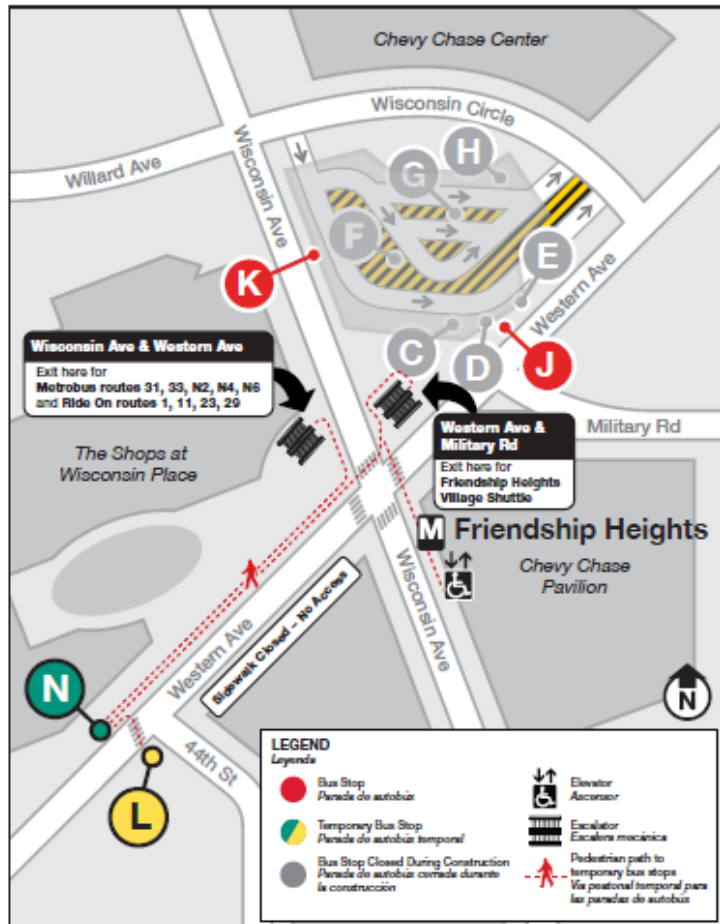 Chevy Chase Center
Wisconsin Circle
Willard Ave
Wisconsin Ave
H
G
F
E
K
Western Ave
C
D
J
Wisconsin Ave & Western Ave
Exit here for
Metrobus routes 31, 33, N2, N4, N6
and Ride On routes 1, 11, 23, 29
Western Ave &
Military Rd
Exit here for
Friendship Heights
Village Shuttle
Military Rd
The Shops at
Wisconsin Place
M Friendship Heights
Chevy Chase
Pavilion
Wisconsin Ave
Sidewalk Closed – No Access
Western Ave
N
N
L
44th St
LEGEND
Leyenda
Bus Stop
Parada de autobús
Temporary Bus Stop
Parada de autobús temporal
Bus Stop Closed During Construction
Parada de autobús cerrada durante
la construcción
Elevator
Ascensor
Escalator
Escalera mecánica
Pedestrian path to
temporary bus stops
Vía peatonal temporal para
las paradas de autobús